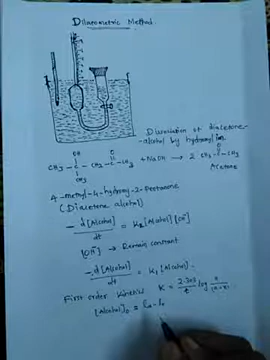 Dilatometric Method
Dissociation of diacetone-
alcohol by hydroxyl ion
OH O O
CH3 - C - CH2 - C - CH3 + NaOH → 2 CH3 - C - CH3
CH3
Acetone
4-methyl-4-hydroxy-2-Pentanone
(Diacetone alcohol)
- d[Alcohol]/dt = K2[Alcohol][OH-]
[OH-] → Remain constant
- d[Alcohol]/dt = K1[Alcohol].
First order kinetics K = 2.303/t log a/(a-x)
[Alcohol]0 =